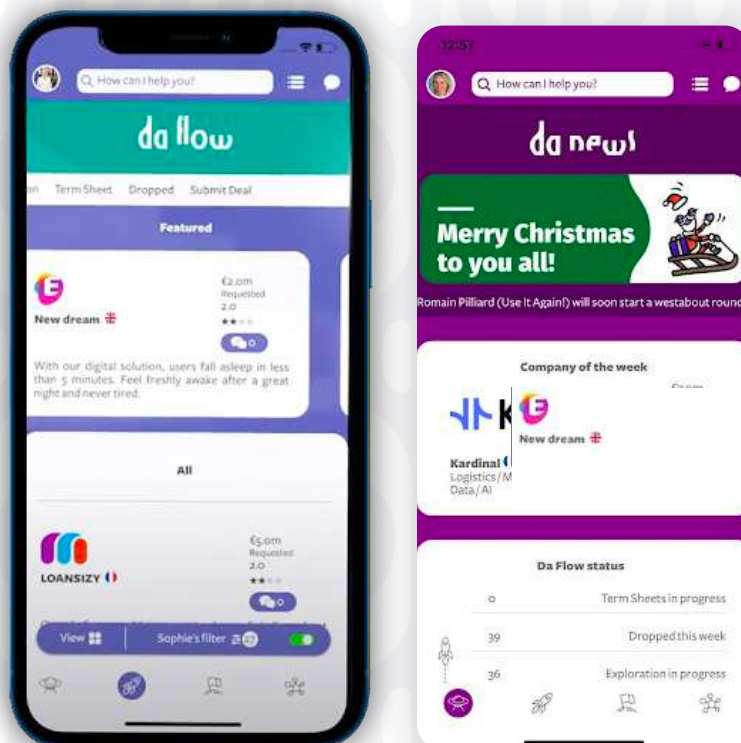 How can I help you?
da flow
Term Sheet Dropped Submit Deal
Featured
€2.0m
Requested
2.0
New dream
0
With our digital solution, users fall asleep in less
than 5 minutes. Feel freshly awake after a great
night and never tired.
All
€5.0m
Requested
2.0
LOANSIZY
0
View
Sophie's filter 27
12:57
How can I help you?
da news
Merry Christmas
to you all!
Romain Pilliard (Use It Again!) will soon start a westabout round
Company of the week
K
New dream
Kardinal
Logistics/M
Data/AI
Da Flow status
0 Term Sheets in progress
39 Dropped this week
36 Exploration in progress